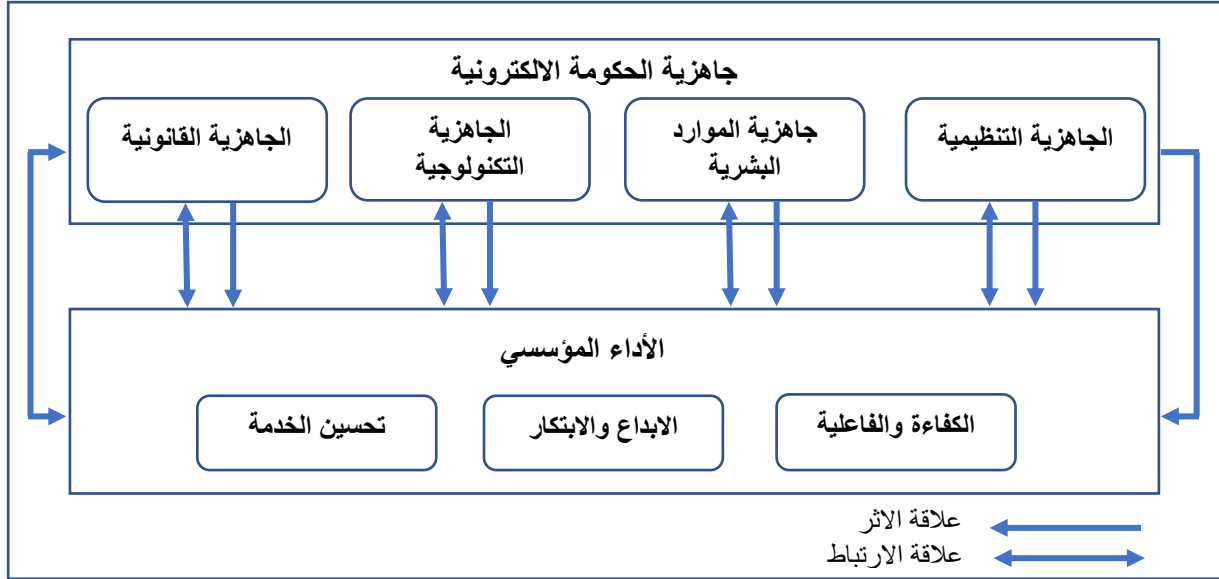 جاهزية الحكومة الالكترونية
الجاهزية التنظيمية
جاهزية الموارد
البشرية
الجاهزية
التكنولوجية
الجاهزية القانونية
الأداء المؤسسي
الكفاءة والفاعلية
الابداع والابتكار
تحسين الخدمة
علاقة الاثر
علاقة الارتباط